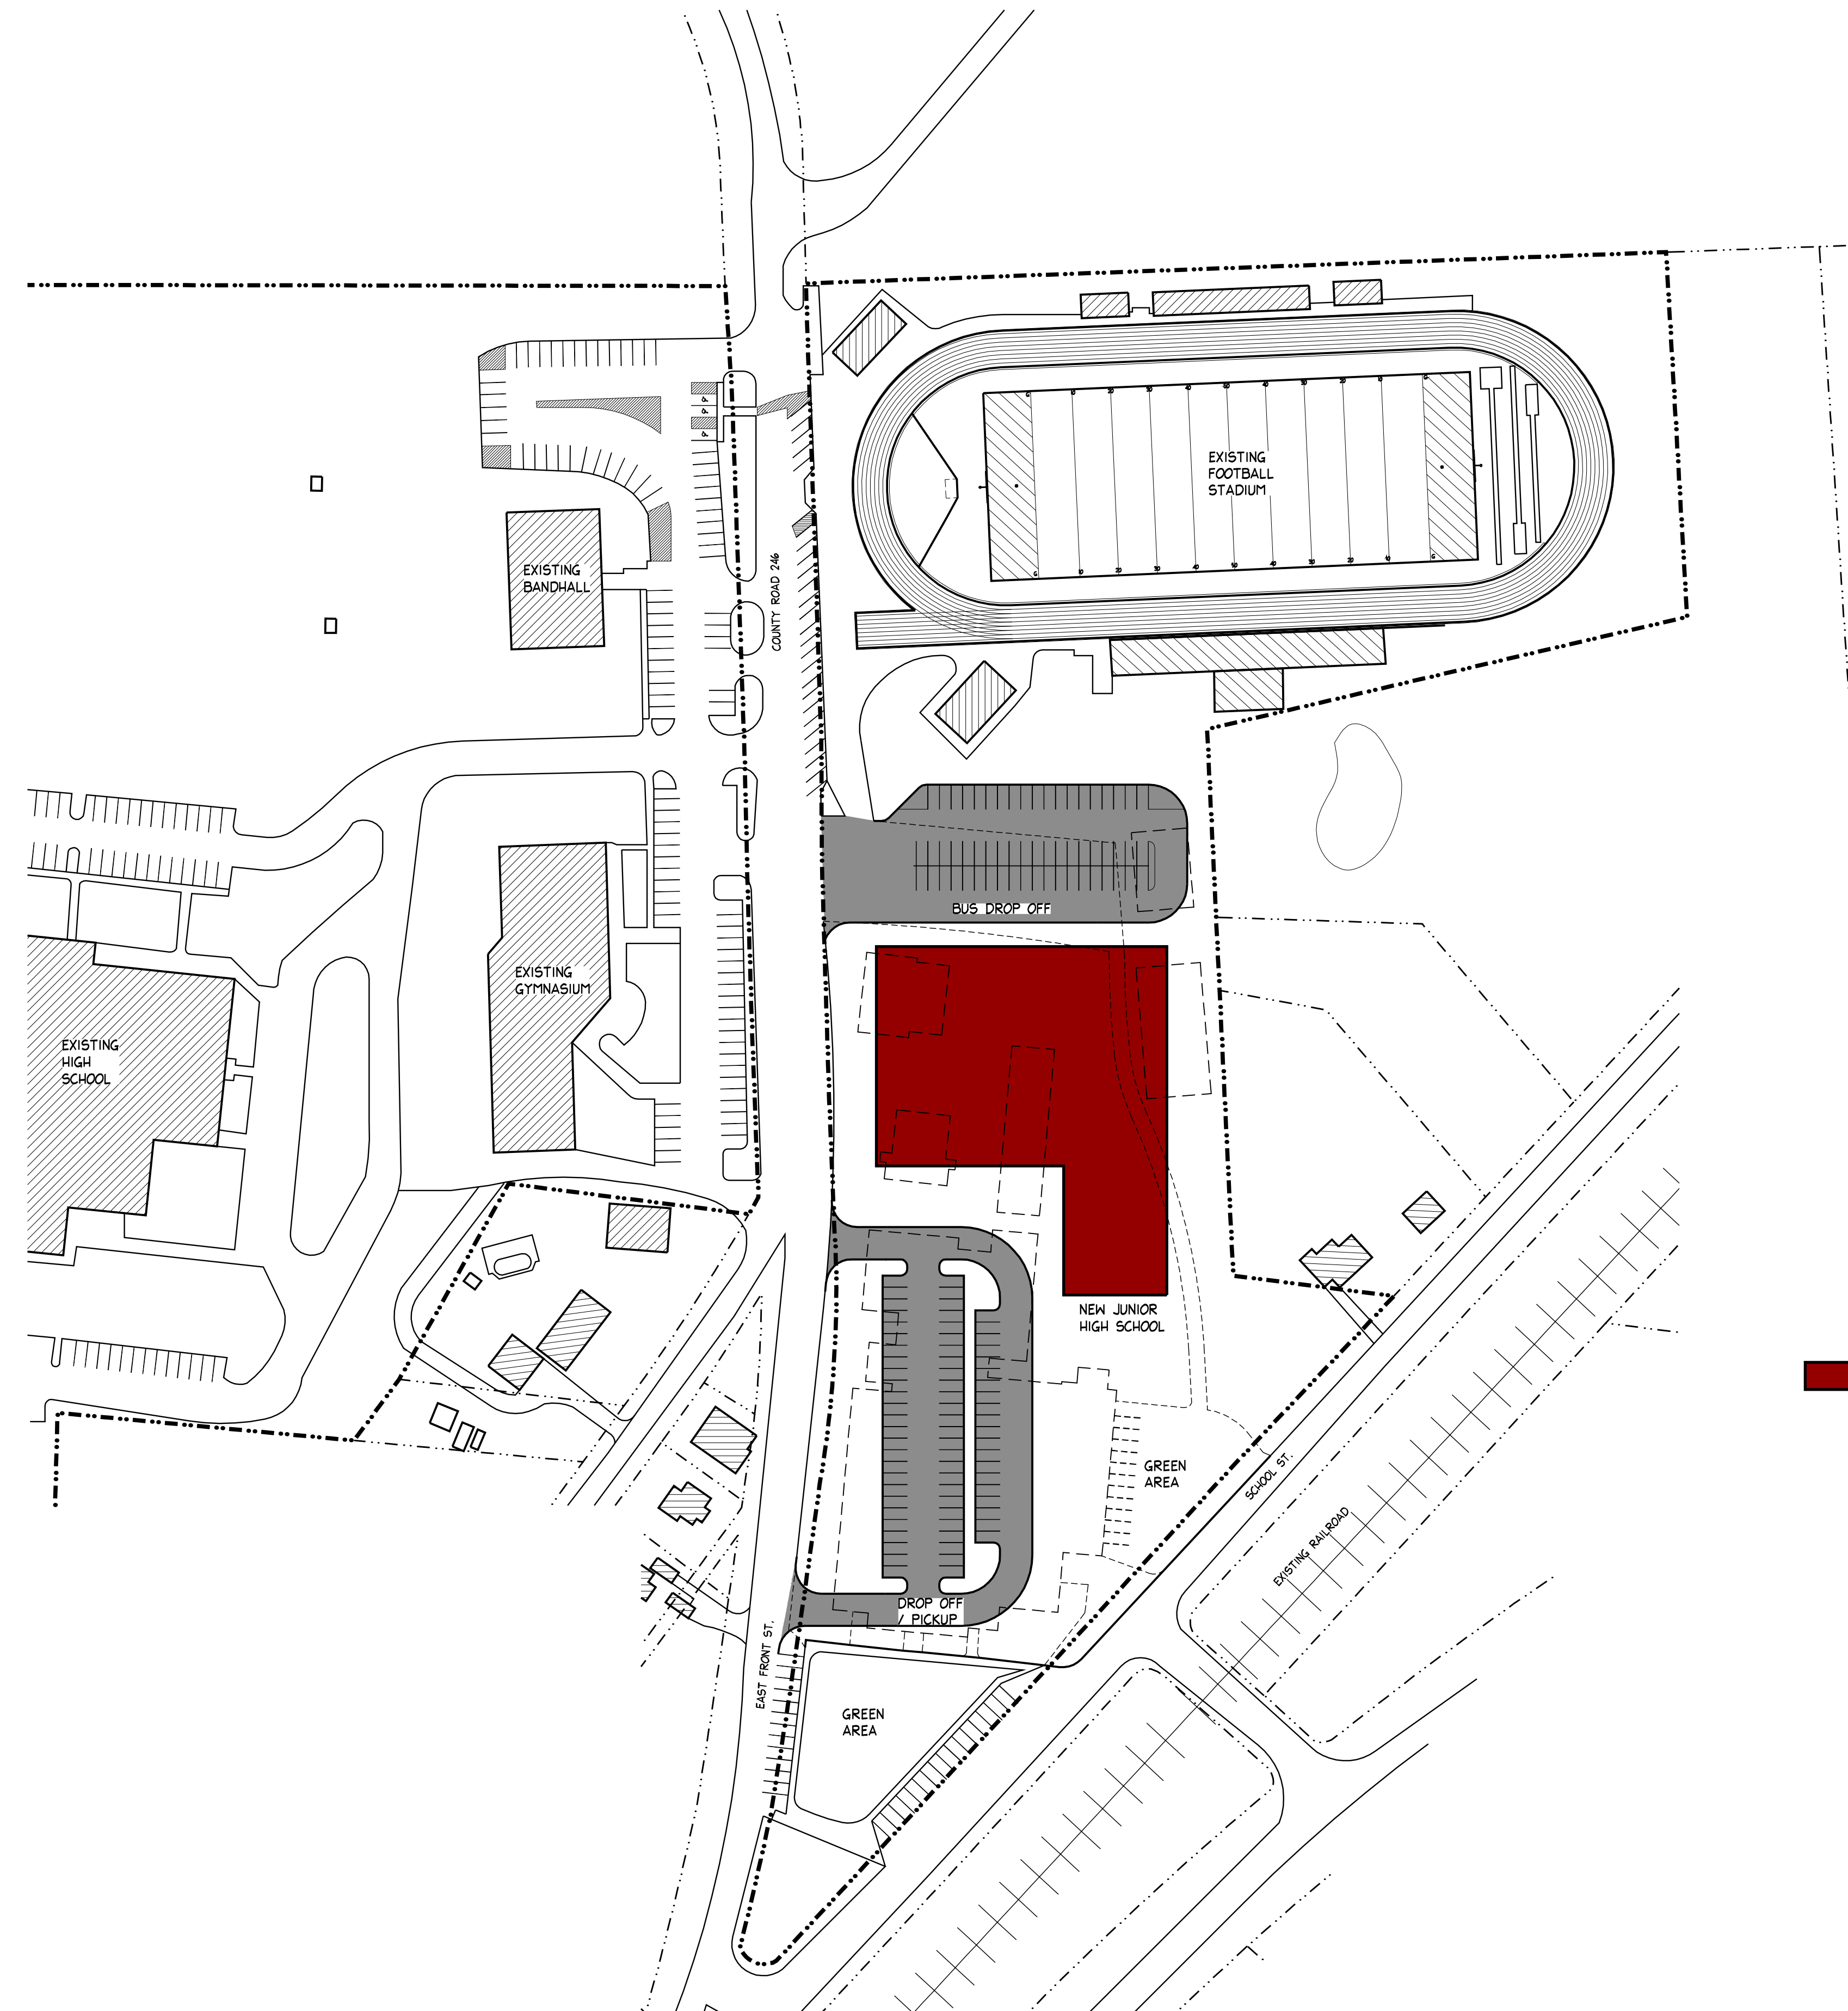 EXISTING
FOOTBALL
STADIUM
EXISTING
BANDHALL
COUNTY ROAD 246
BUS DROP OFF
EXISTING
GYMNASIUM
EXISTING
HIGH
SCHOOL
NEW JUNIOR
HIGH SCHOOL
GREEN
AREA
SCHOOL ST.
EXISTING RAILROAD
DROP OFF
/ PICKUP
EAST FRONT ST.
GREEN
AREA